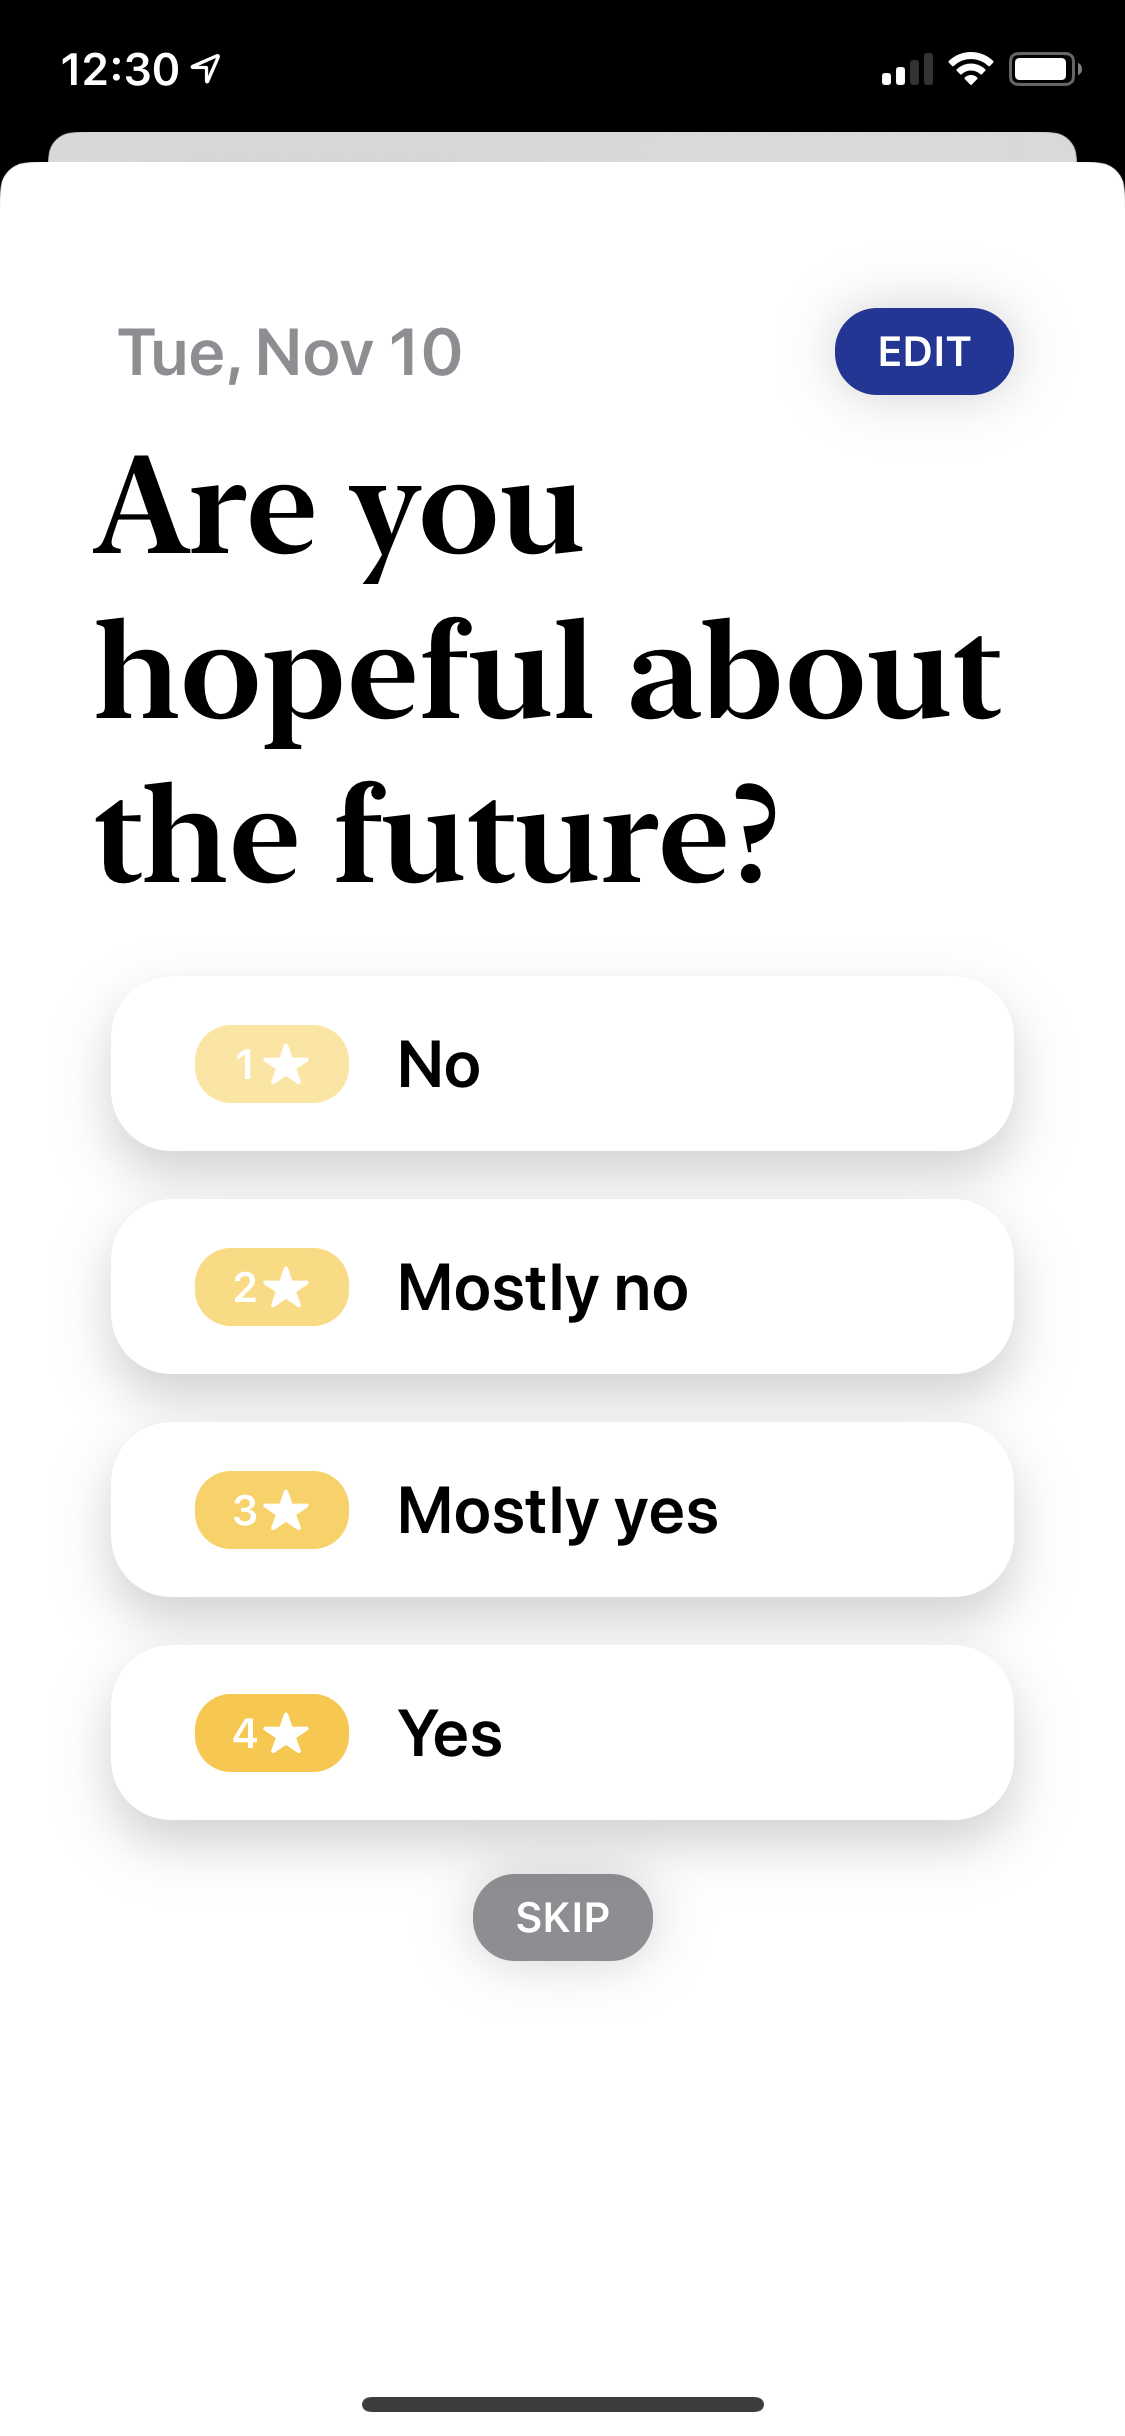 12:30
Tue, Nov 10
EDIT
Are you
hopeful about
the future?
1★ No
2★ Mostly no
3★ Mostly yes
4★ Yes
SKIP